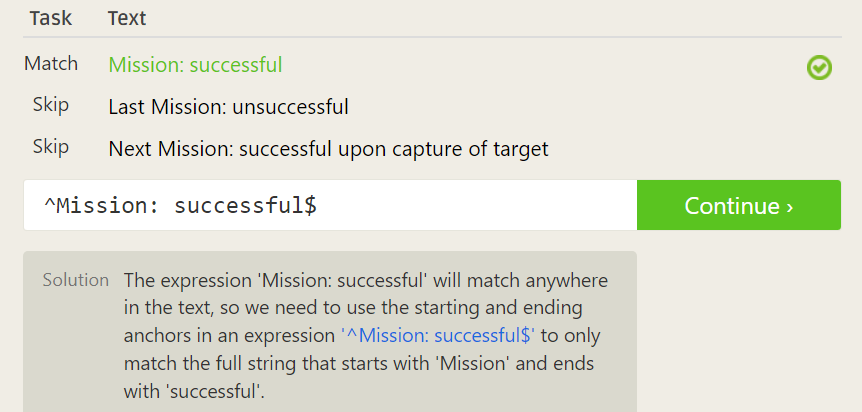 Task Text
Match Mission: successful
Skip Last Mission: unsuccessful
Skip Next Mission: successful upon capture of target
^Mission: successful$ Continue ›
Solution The expression 'Mission: successful' will match anywhere
in the text, so we need to use the starting and ending
anchors in an expression '^Mission: successful$' to only
match the full string that starts with 'Mission' and ends
with 'successful'.